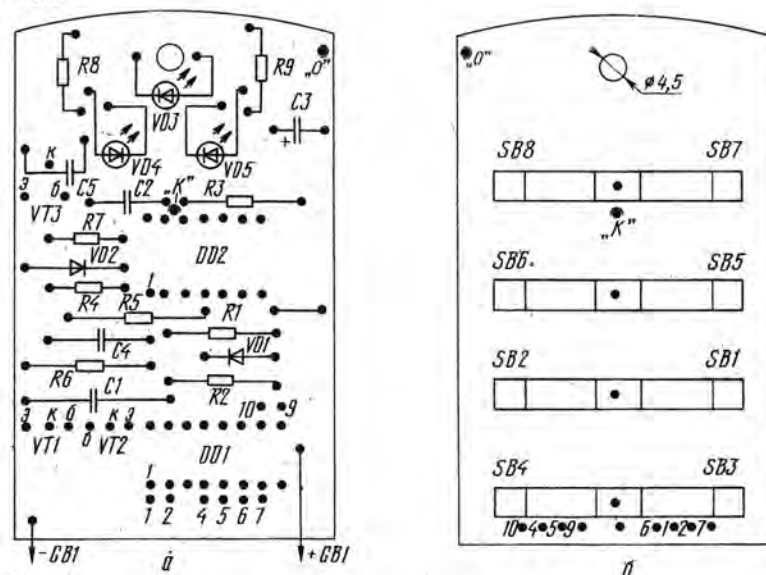 R8
R9
„О"
VD3
C3
+
VD4
VD5
к
э
б
C5
C2
„К"
R3
VT3
R7
VD2
DD2
R4
R5
1
R1
C4
VD1
R6
R2
C1
10
9
э
к
б
б
к
э
VT1
VT2
DD1
1
1 2 4 5 6 7
- GB1
а
+ GB1
„О"
ø4,5
SB8
SB7
„К"
SB6
SB5
SB2
SB1
SB4
SB3
10 4 5 9 6 1 2 7
б